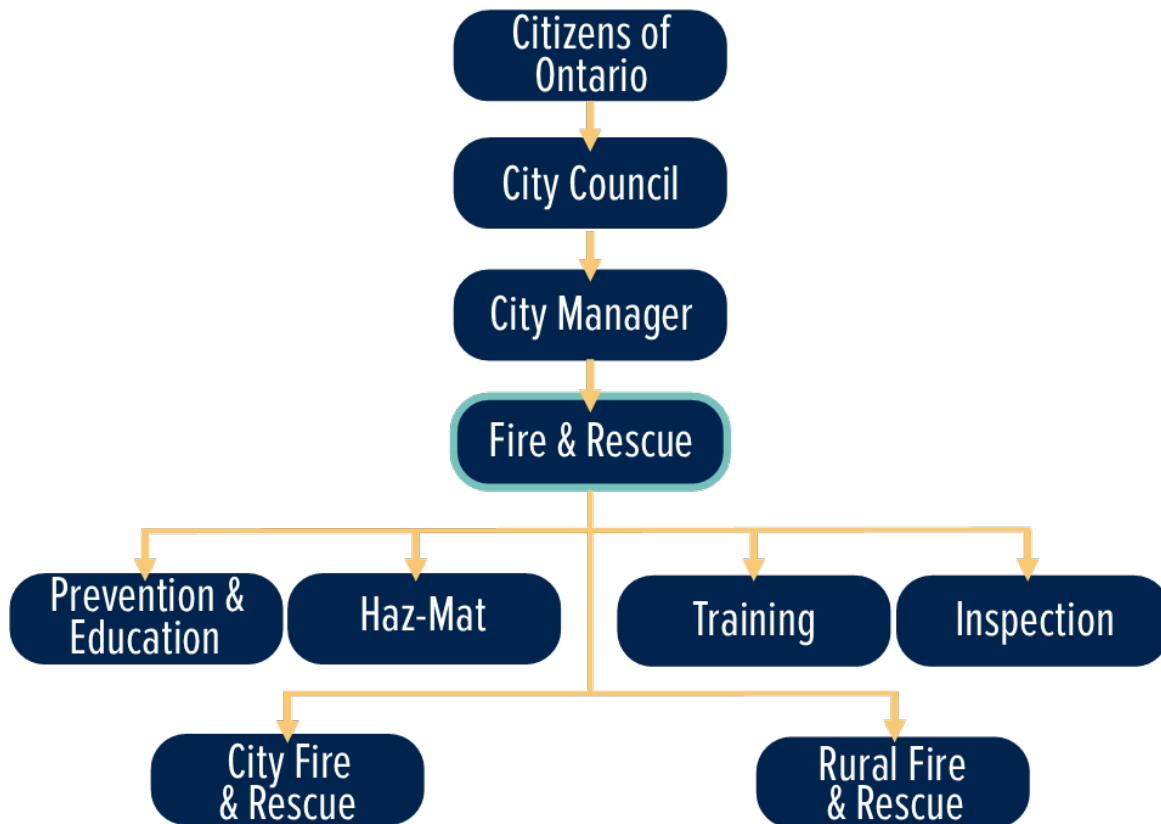 Citizens of
Ontario
City Council
City Manager
Fire & Rescue
Prevention &
Education
Haz-Mat
Training
Inspection
City Fire
& Rescue
Rural Fire
& Rescue